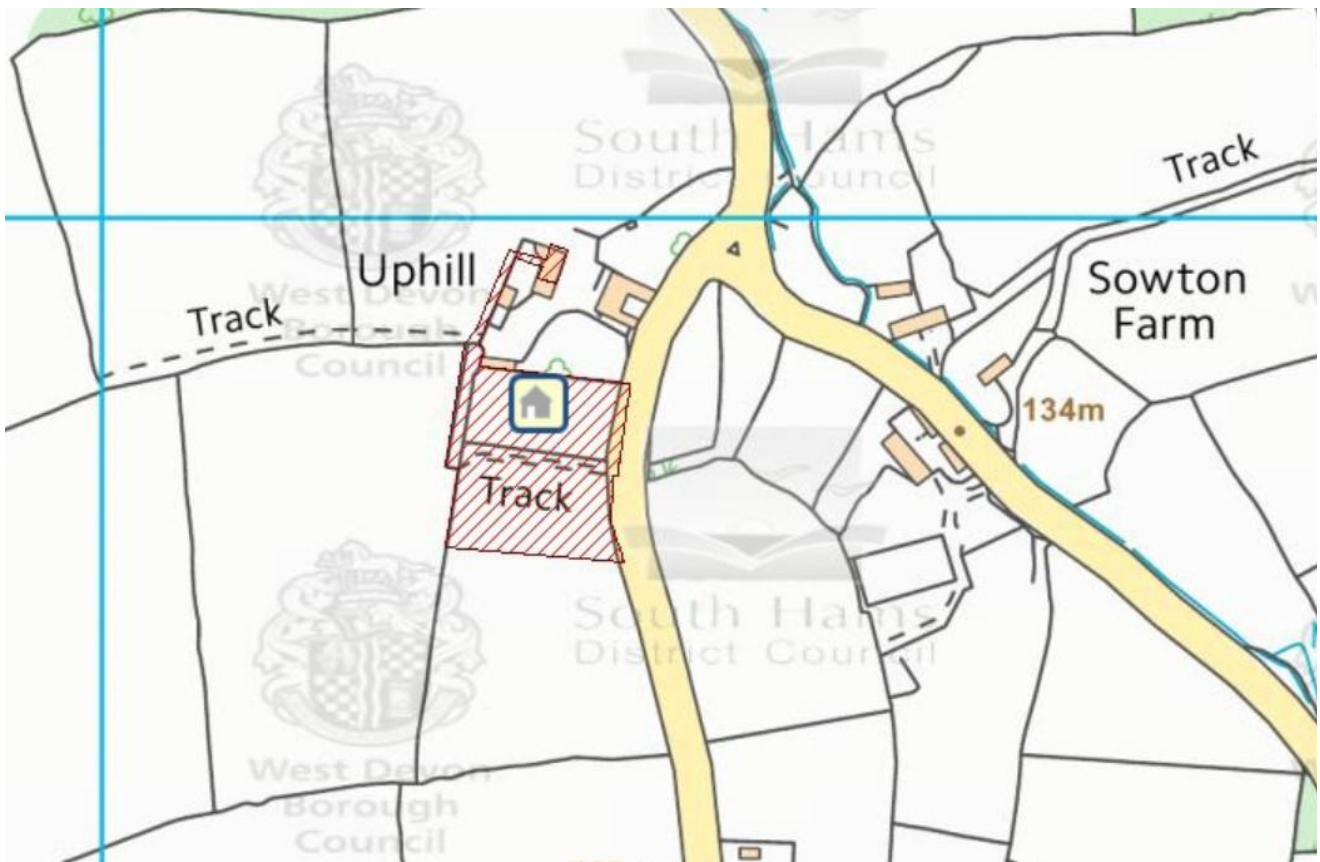 South Hams
District Council
Track
Uphill
Sowton
Farm
West Devon
Borough
Council
Track
134m
Track
South Hams
District Council
West Devon
Borough
Council